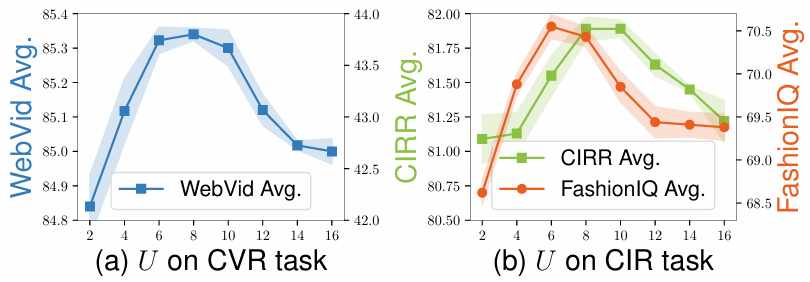 WebVid Avg.
85.4
85.3
85.2
85.1
85.0
84.9
84.8
44.0
43.5
43.0
42.5
42.0
WebVid Avg.
2 4 6 8 10 12 14 16
(a) U on CVR task
CIRR Avg.
82.00
81.75
81.50
81.25
81.00
80.75
80.50
70.5
70.0
69.5
69.0
68.5
FashionIQ Avg.
CIRR Avg.
FashionIQ Avg.
2 4 6 8 10 12 14 16
(b) U on CIR task